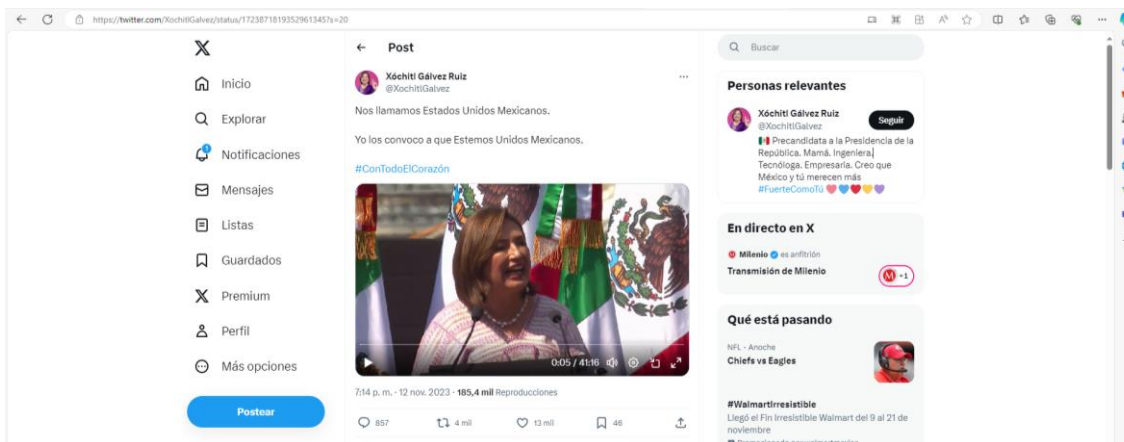 https://twitter.com/XochitlGalvez/status/1723871819352961345?s=20
Inicio
Explorar
Notificaciones
Mensajes
Listas
Guardados
Premium
Perfil
Más opciones
Postear
Post
Xóchitl Gálvez Ruiz
@XochitlGalvez
Nos llamamos Estados Unidos Mexicanos.
Yo los convoco a que Estemos Unidos Mexicanos.
#ConTodoElCorazón
0:05 / 41:16
7:14 p. m. · 12 nov. 2023 · 185,4 mil Reproducciones
857
4 mil
13 mil
46
Buscar
Personas relevantes
Xóchitl Gálvez Ruiz
@XochitlGalvez
Seguir
Precandidata a la Presidencia de la
República. Mamá. Ingeniera.
Tecnóloga. Empresaria. Creo que
México y tú merecen más
#FuerteComoTú
En directo en X
Milenio es anfitrión
Transmisión de Milenio
+1
Qué está pasando
NFL · Anoche
Chiefs vs Eagles
#WalmartIrresistible
Llegó el Fin Irresistible Walmart del 9 al 21 de
noviembre